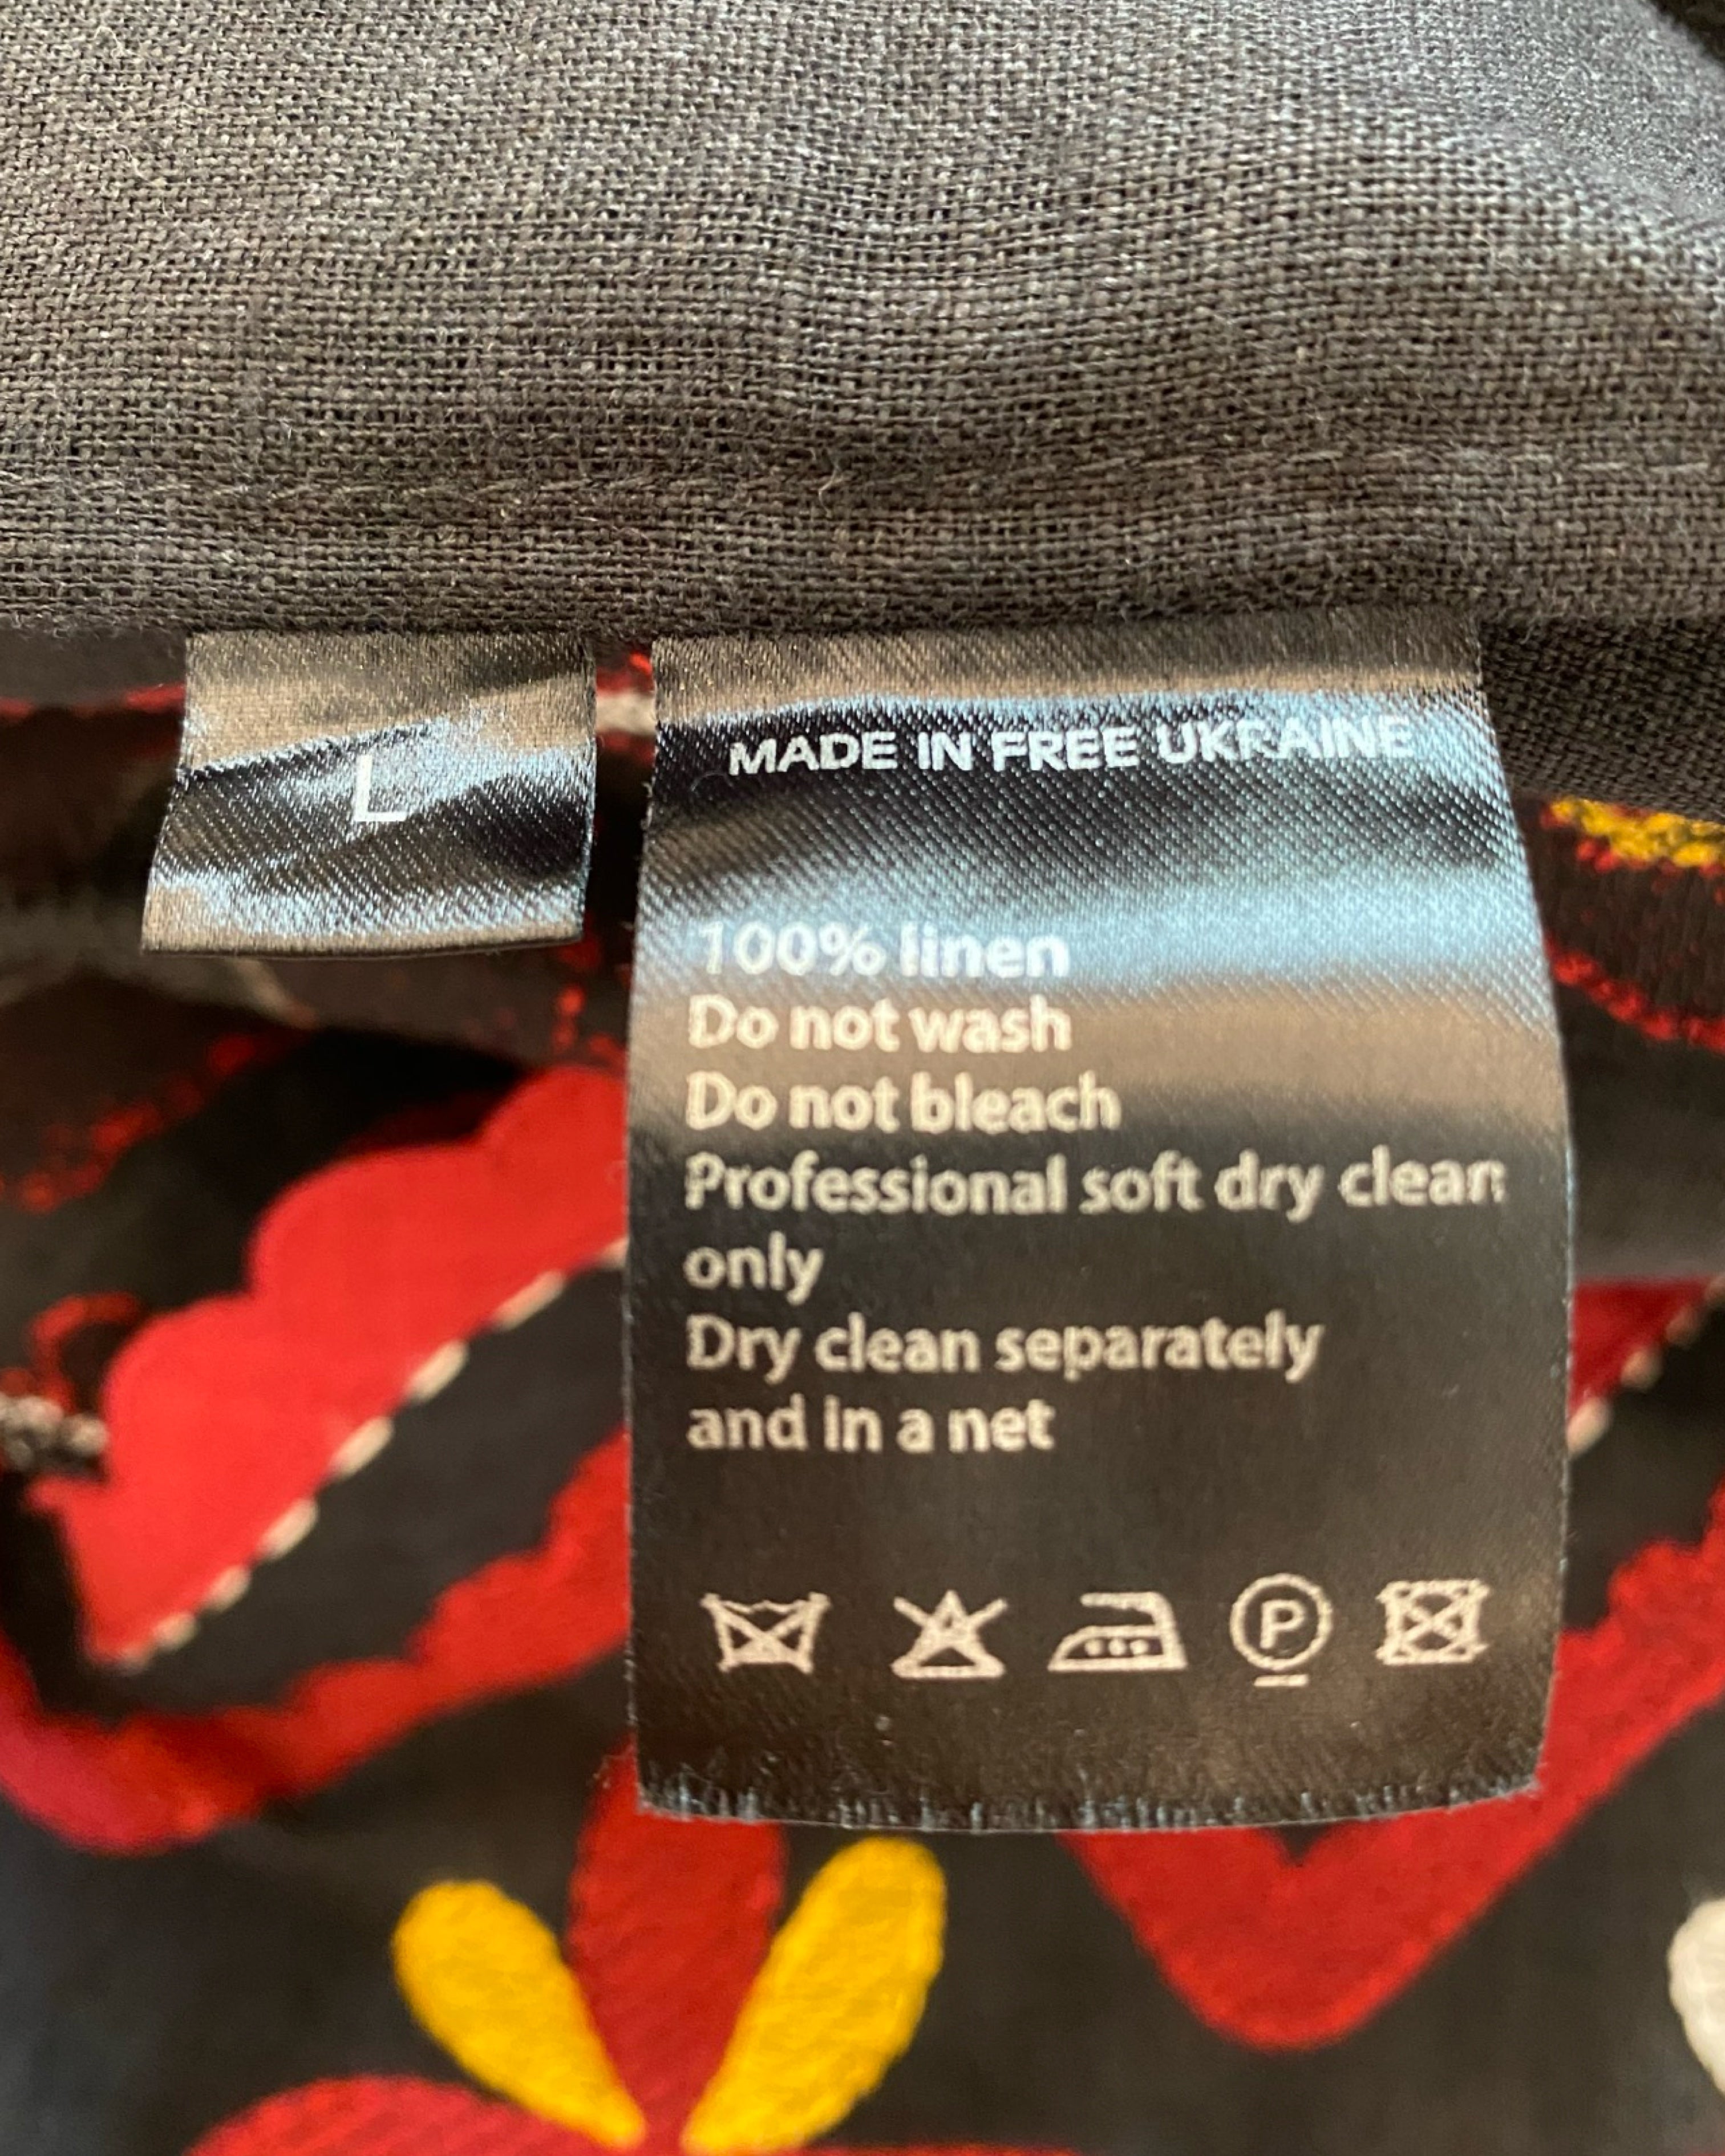 L
MADE IN FREE UKRAINE
100% linen
Do not wash
Do not bleach
Professional soft dry clean
only
Dry clean separately
and in a net
P